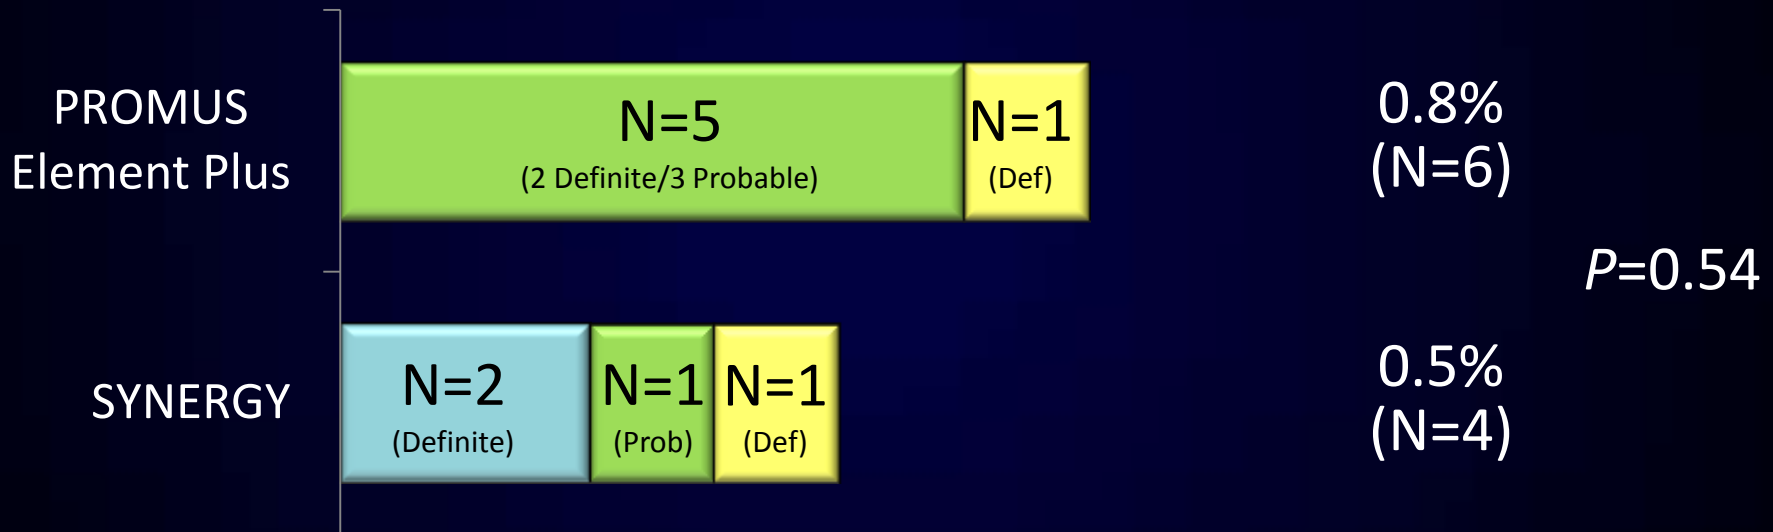 PROMUS
Element Plus
N=5
(2 Definite/3 Probable)
N=1
(Def)
0.8%
(N=6)
P=0.54
SYNERGY
N=2
(Definite)
N=1
(Prob)
N=1
(Def)
0.5%
(N=4)